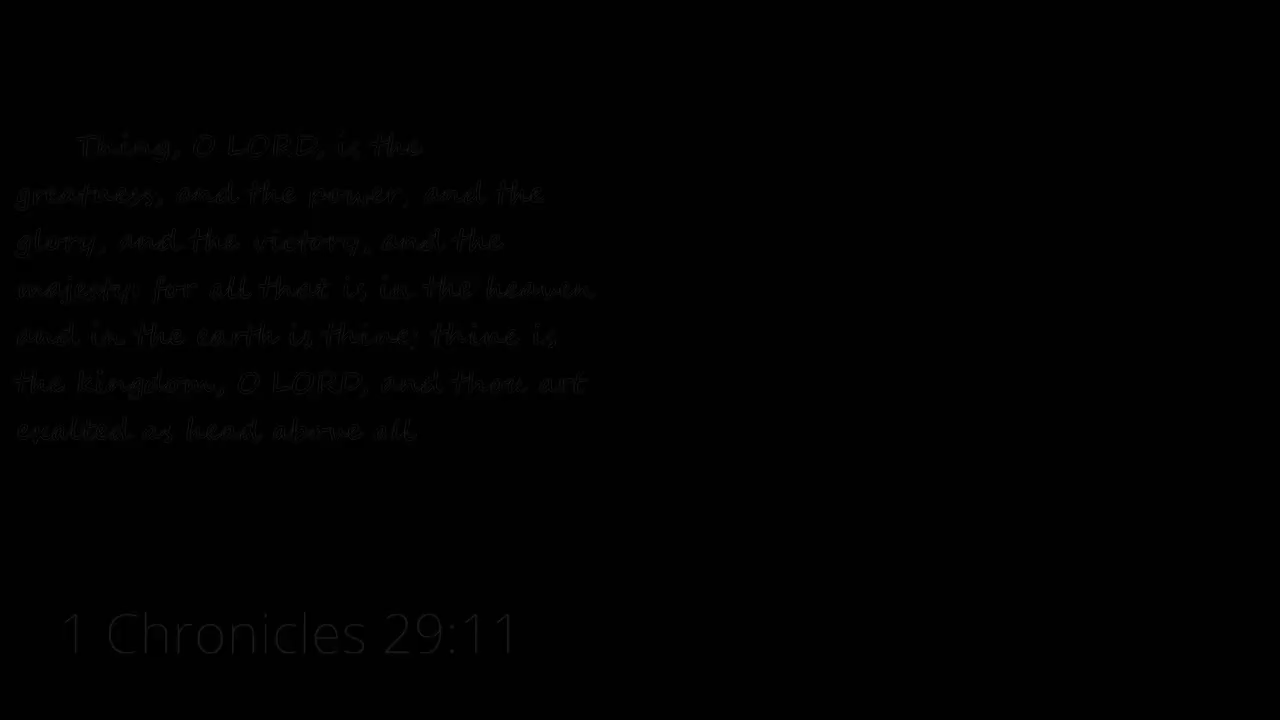 Thing, O LORD, is the
greatness, and the power, and the
glory, and the victory, and the
majesty: for all that is in the heaven
and in the earth is thine; thine is
the kingdom, O LORD, and thou art
exalted as head above all.
1 Chronicles 29:11